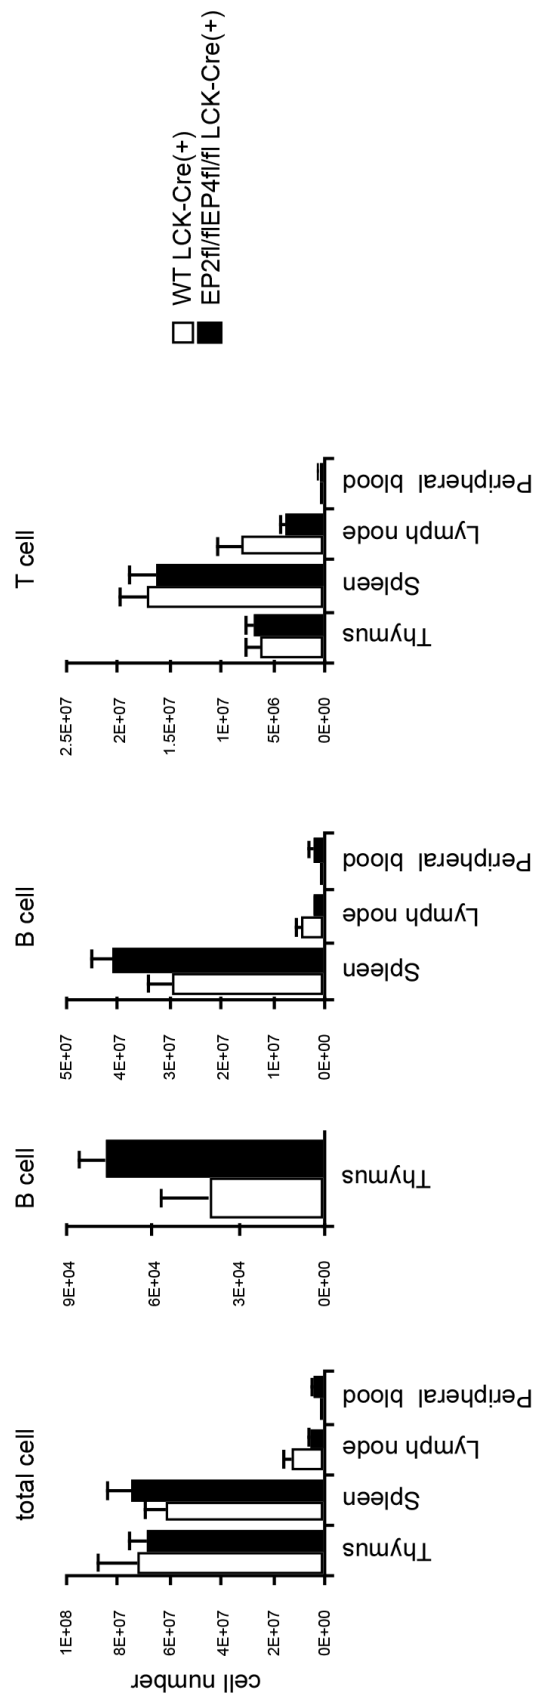 total cell
cell number
1E+08
8E+07
6E+07
4E+07
2E+07
0E+00
Thymus
Spleen
Lymph node
Peripheral blood
B cell
9E+04
6E+04
3E+04
0E+00
Thymus
B cell
5E+07
4E+07
3E+07
2E+07
1E+07
0E+00
Spleen
Lymph node
Peripheral blood
T cell
2.5E+07
2E+07
1.5E+07
1E+07
5E+06
0E+00
Thymus
Spleen
Lymph node
Peripheral blood
WT LCK-Cre(+)
EP2fl/flEP4fl/fl LCK-Cre(+)